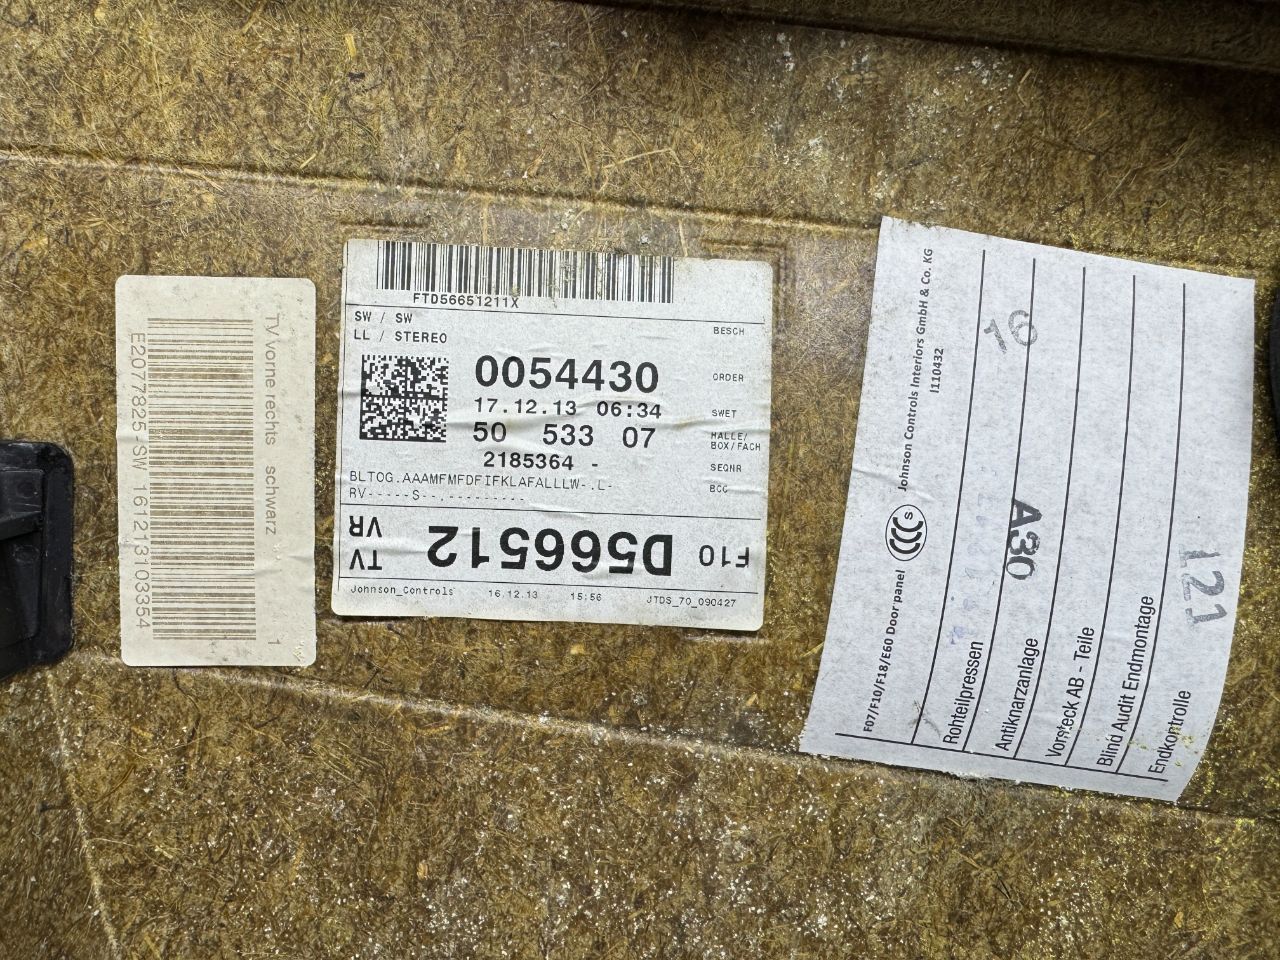 TV vorne rechts schwarz 1
E2077825-SW 161213103354
FTD56651211X
SW / SW
LL / STEREO
BESCH
0054430 ORDER
17.12.13 06:34 SWET
50 533 07 HALLE/
BOX/FACH
2185364 - SEQNR
BLTOG.AAAMFMFDFIFKLAFALLLW-.L- BCC
RV-----S--.---------
F10 D566512 TV
VR
Johnson_Controls 16.12.13 15:56 JTDS_70_090427
F07/F10/F18/E60 Door panel CCC S Johnson Controls Interiors GmbH & Co. KG
I110432
Rohteilpressen 16
Antiknarzanlage A30
Vorsteck AB - Teile
Blind Audit Endmontage
Endkontrolle 121